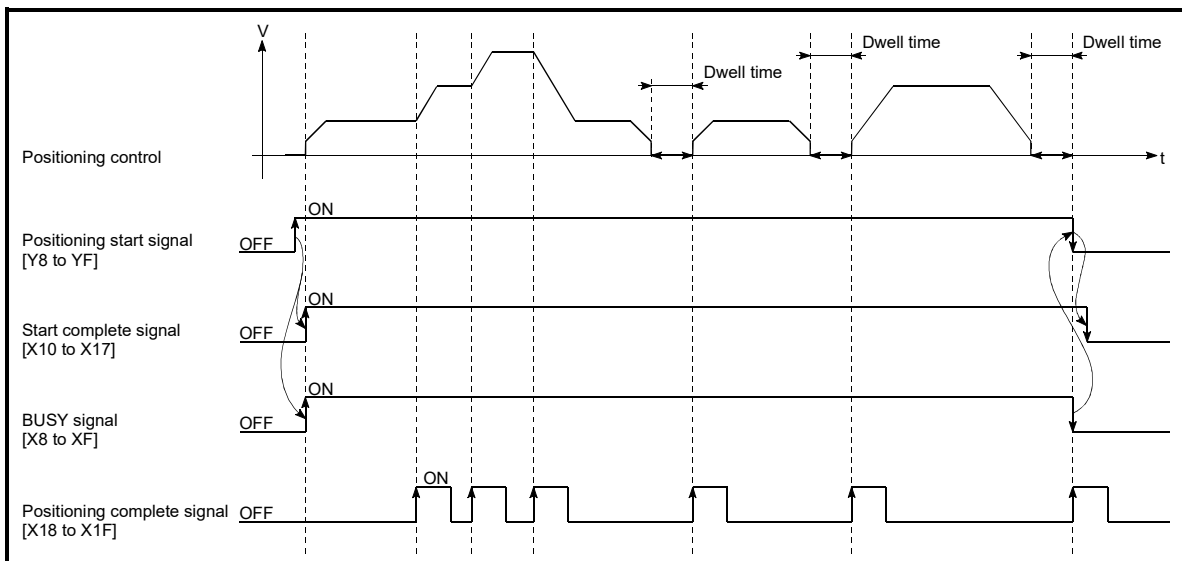 V
Dwell time
Dwell time
Dwell time
Positioning control
t
ON
Positioning start signal
[Y8 to YF]
OFF
ON
Start complete signal
[X10 to X17]
OFF
ON
BUSY signal
[X8 to XF]
OFF
ON
Positioning complete signal
[X18 to X1F]
OFF